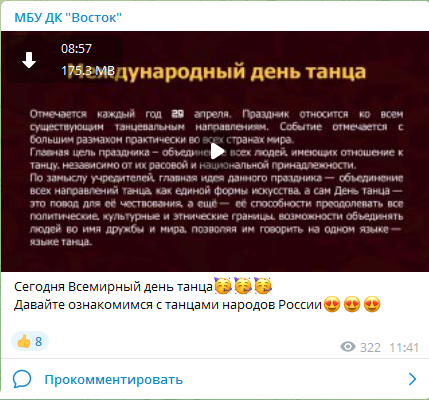 МБУ ДК "Восток"
08:57
175.3 MB
Международный день танца
Отмечается каждый год 29 апреля. Праздник относится ко всем
существующим танцевальным направлениям. Событие отмечается с
большим размахом практически во всех странах мира.
Главная цель праздника – объединение всех людей, имеющих отношение к
танцу, независимо от их расовой и национальной принадлежности.
По замыслу учредителей, главная идея данного праздника — объединение
всех направлений танца, как единой формы искусства, а сам День танца —
это повод для её чествования, а ещё — её способности преодолевать все
политические, культурные и этнические границы, возможности объединять
людей во имя дружбы и мира, позволяя им говорить на одном языке —
языке танца.
Сегодня Всемирный день танца🥳🥳🥳
Давайте ознакомимся с танцами народов России😍😍😍
👍 8
322 11:41
Прокомментировать